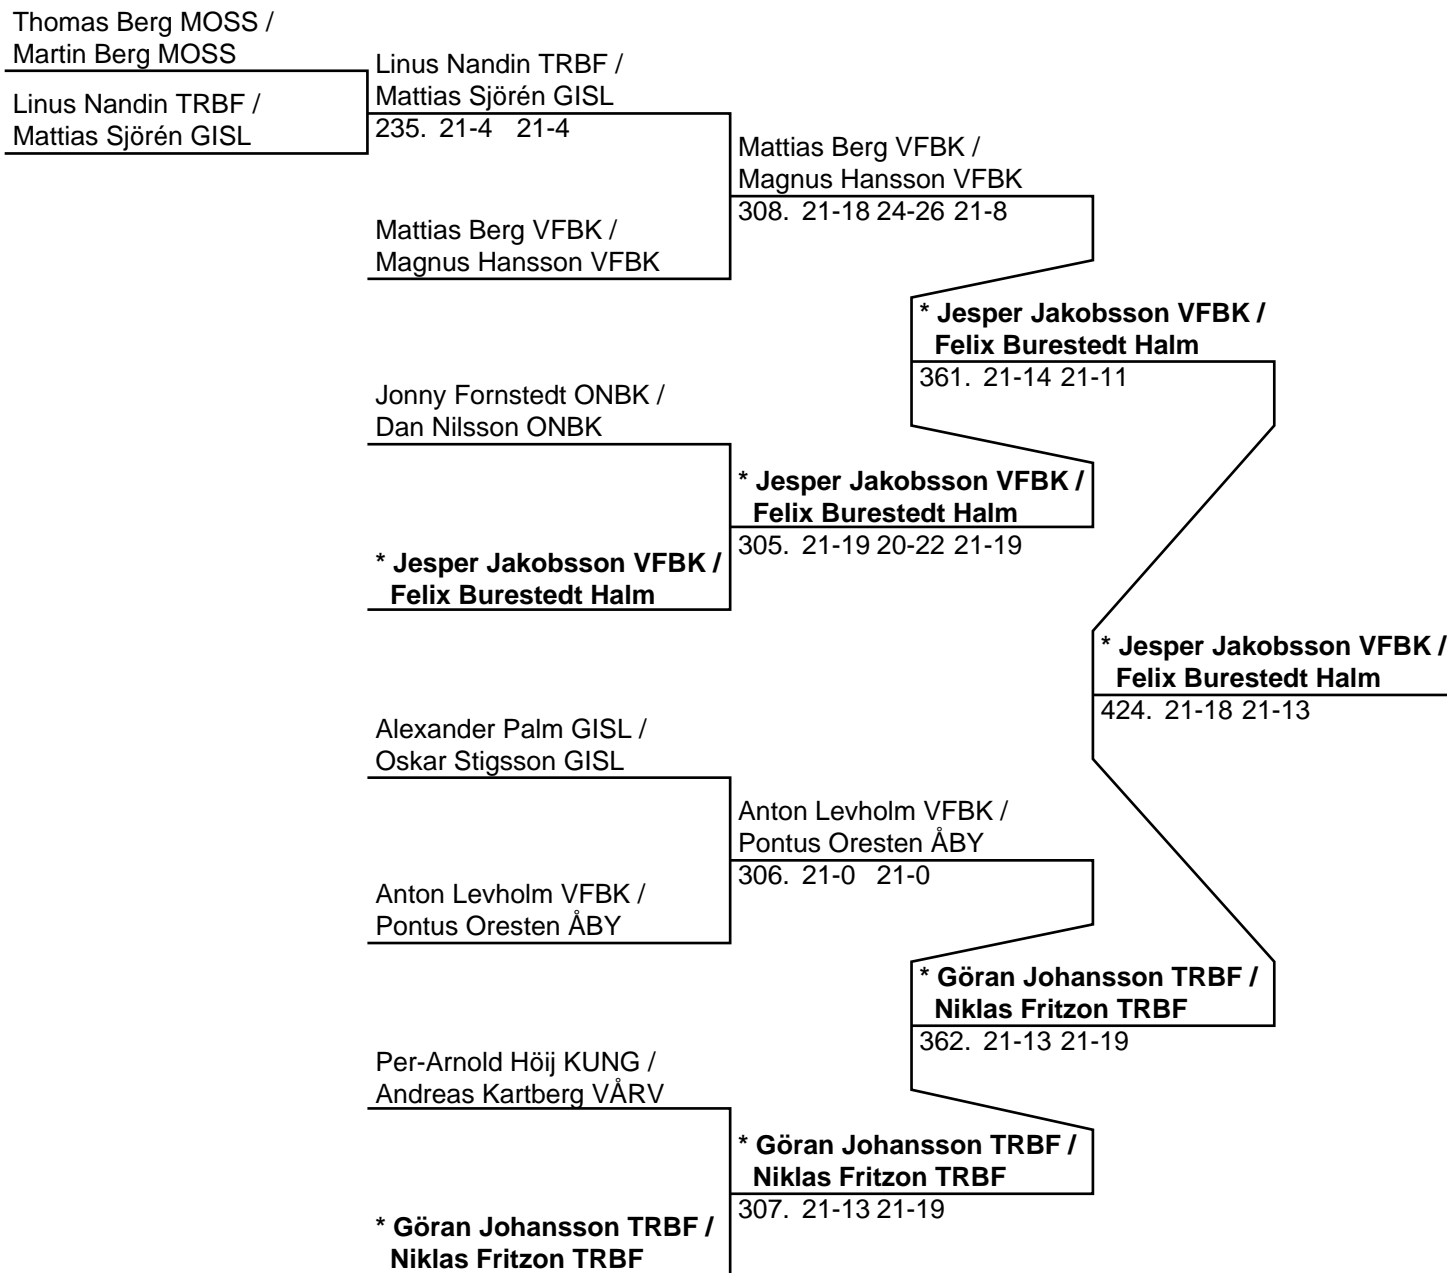 Thomas Berg MOSS /
Martin Berg MOSS
Linus Nandin TRBF /
Mattias Sjörén GISL
Linus Nandin TRBF /
Mattias Sjörén GISL
235. 21-4 21-4
Mattias Berg VFBK /
Magnus Hansson VFBK
Mattias Berg VFBK /
Magnus Hansson VFBK
308. 21-18 24-26 21-8
Jonny Fornstedt ONBK /
Dan Nilsson ONBK
* Jesper Jakobsson VFBK /
Felix Burestedt Halm
* Jesper Jakobsson VFBK /
Felix Burestedt Halm
305. 21-19 20-22 21-19
* Jesper Jakobsson VFBK /
Felix Burestedt Halm
361. 21-14 21-11
Alexander Palm GISL /
Oskar Stigsson GISL
Anton Levholm VFBK /
Pontus Oresten ÅBY
Anton Levholm VFBK /
Pontus Oresten ÅBY
306. 21-0 21-0
Per-Arnold Höij KUNG /
Andreas Kartberg VÅRV
* Göran Johansson TRBF /
Niklas Fritzon TRBF
* Göran Johansson TRBF /
Niklas Fritzon TRBF
307. 21-13 21-19
* Göran Johansson TRBF /
Niklas Fritzon TRBF
362. 21-13 21-19
* Jesper Jakobsson VFBK /
Felix Burestedt Halm
424. 21-18 21-13